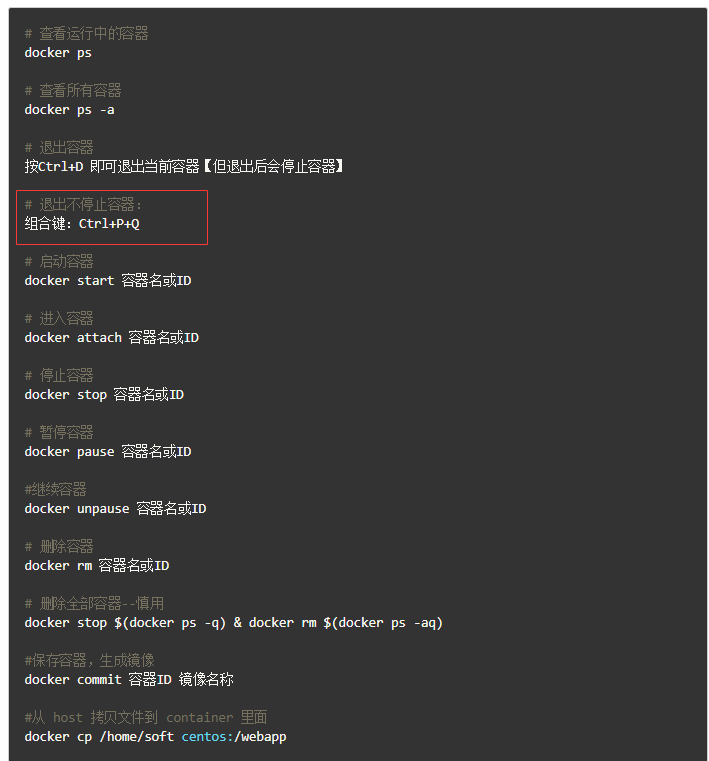 # 查看运行中的容器
docker ps
# 查看所有容器
docker ps -a
# 退出容器
按Ctrl+D 即可退出当前容器【但退出后会停止容器】
# 退出不停止容器：
组合键：Ctrl+P+Q
# 启动容器
docker start 容器名或ID
# 进入容器
docker attach 容器名或ID
# 停止容器
docker stop 容器名或ID
# 暂停容器
docker pause 容器名或ID
#继续容器
docker unpause 容器名或ID
# 删除容器
docker rm 容器名或ID
# 删除全部容器--慎用
docker stop $(docker ps -q) & docker rm $(docker ps -aq)
#保存容器，生成镜像
docker commit 容器ID 镜像名称
#从 host 拷贝文件到 container 里面
docker cp /home/soft centos:/webapp